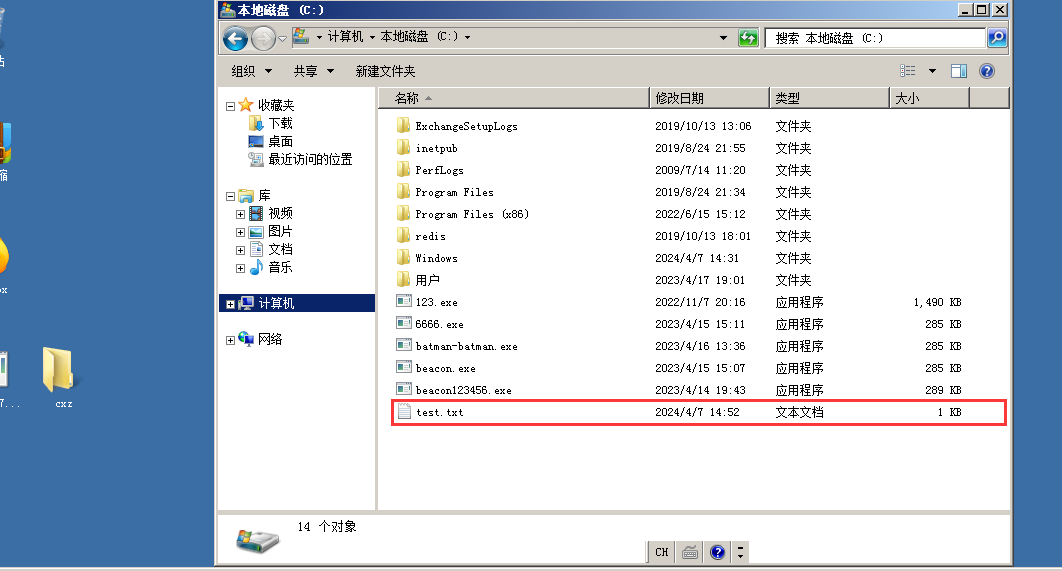 本地磁盘 (C:)
计算机 本地磁盘 (C:)
搜索 本地磁盘 (C:)
组织 共享 新建文件夹
收藏夹
下载
桌面
最近访问的位置
库
视频
图片
文档
音乐
计算机
网络
名称 修改日期 类型 大小
ExchangeSetupLogs 2019/10/13 13:06 文件夹
inetpub 2019/8/24 21:55 文件夹
PerfLogs 2009/7/14 11:20 文件夹
Program Files 2019/8/24 21:34 文件夹
Program Files (x86) 2022/6/15 15:12 文件夹
redis 2019/10/13 18:01 文件夹
Windows 2024/4/7 14:31 文件夹
用户 2023/4/17 19:01 文件夹
123.exe 2022/11/7 20:16 应用程序 1,490 KB
6666.exe 2023/4/15 15:11 应用程序 285 KB
batman-batman.exe 2023/4/16 13:36 应用程序 285 KB
beacon.exe 2023/4/15 15:07 应用程序 285 KB
beacon123456.exe 2023/4/14 19:43 应用程序 289 KB
test.txt 2024/4/7 14:52 文本文档 1 KB
14 个对象
CH
站
缩
ox
7...
cxz